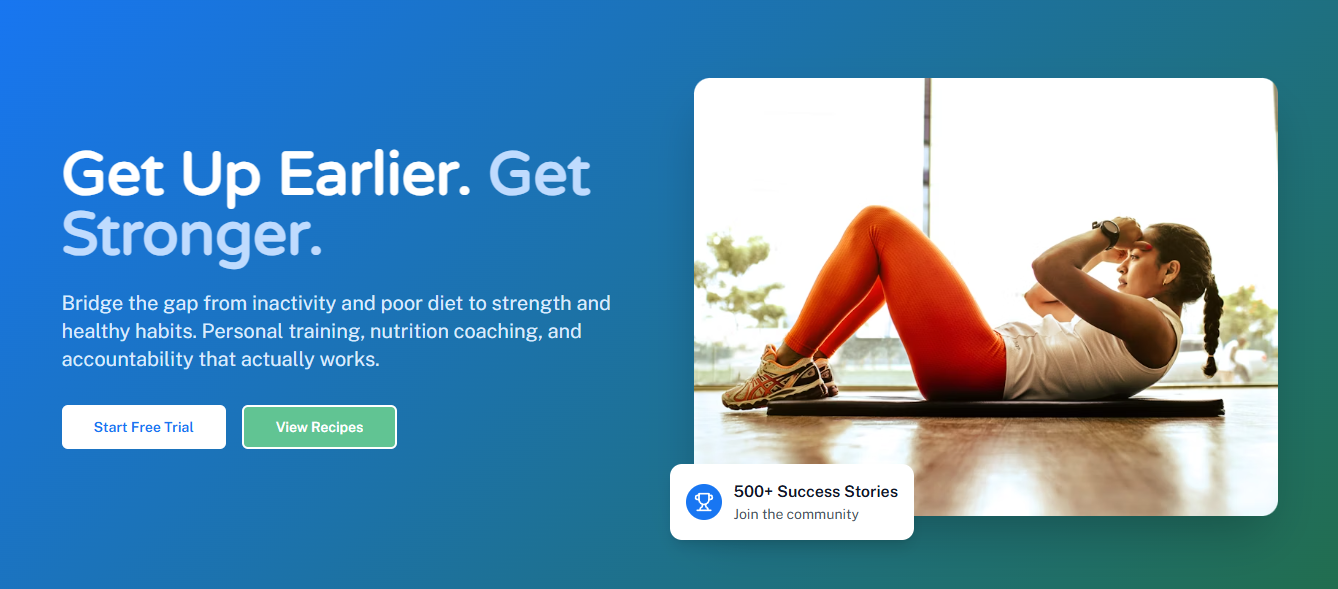 Get Up Earlier. Get
Stronger.
Bridge the gap from inactivity and poor diet to strength and
healthy habits. Personal training, nutrition coaching, and
accountability that actually works.
Start Free Trial
View Recipes
500+ Success Stories
Join the community